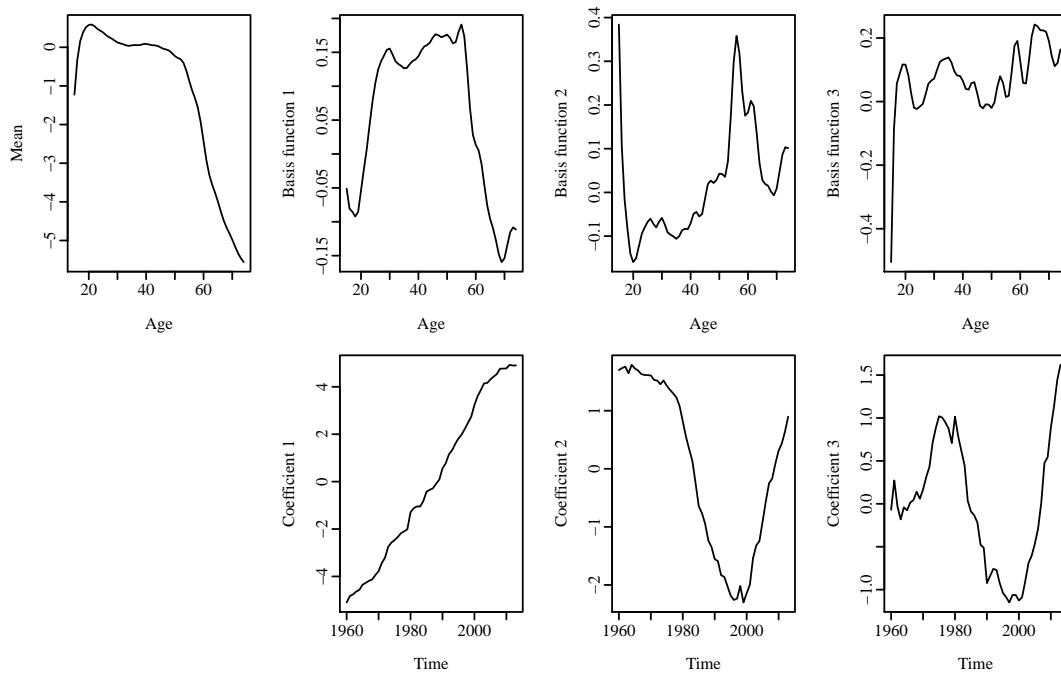 Mean
0
−1
−2
−3
−4
−5
20 40 60
Age
Basis function 1
0.15
0.05
−0.05
−0.15
20 40 60
Age
Basis function 2
0.4
0.3
0.2
0.1
0.0
−0.1
20 40 60
Age
Basis function 3
0.2
0.0
−0.2
−0.4
20 40 60
Age
Coefficient 1
4
2
0
−2
−4
1960 1980 2000
Time
Coefficient 2
1
0
−1
−2
1960 1980 2000
Time
Coefficient 3
1.5
1.0
0.5
0.0
−1.0
1960 1980 2000
Time